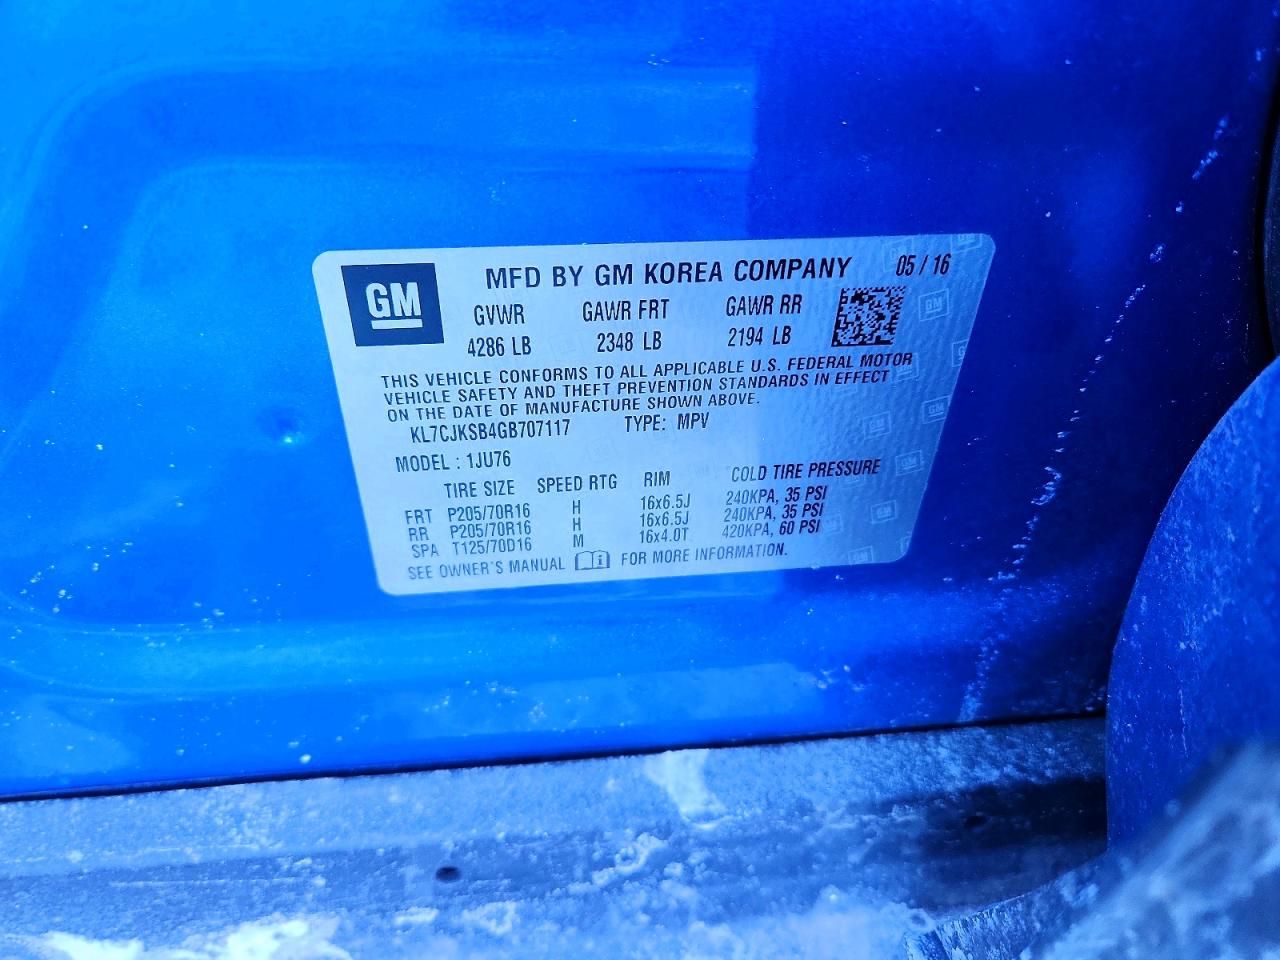 GM
MFD BY GM KOREA COMPANY 05 / 16
GVWR GAWR FRT GAWR RR
4286 LB 2348 LB 2194 LB
THIS VEHICLE CONFORMS TO ALL APPLICABLE U.S. FEDERAL MOTOR
VEHICLE SAFETY AND THEFT PREVENTION STANDARDS IN EFFECT
ON THE DATE OF MANUFACTURE SHOWN ABOVE.
KL7CJKSB4GB707117 TYPE: MPV
MODEL : 1JU76
TIRE SIZE SPEED RTG RIM COLD TIRE PRESSURE
FRT P205/70R16 H 16x6.5J 240KPA, 35 PSI
RR P205/70R16 H 16x6.5J 240KPA, 35 PSI
SPA T125/70D16 M 16x4.0T 420KPA, 60 PSI
SEE OWNER'S MANUAL FOR MORE INFORMATION.